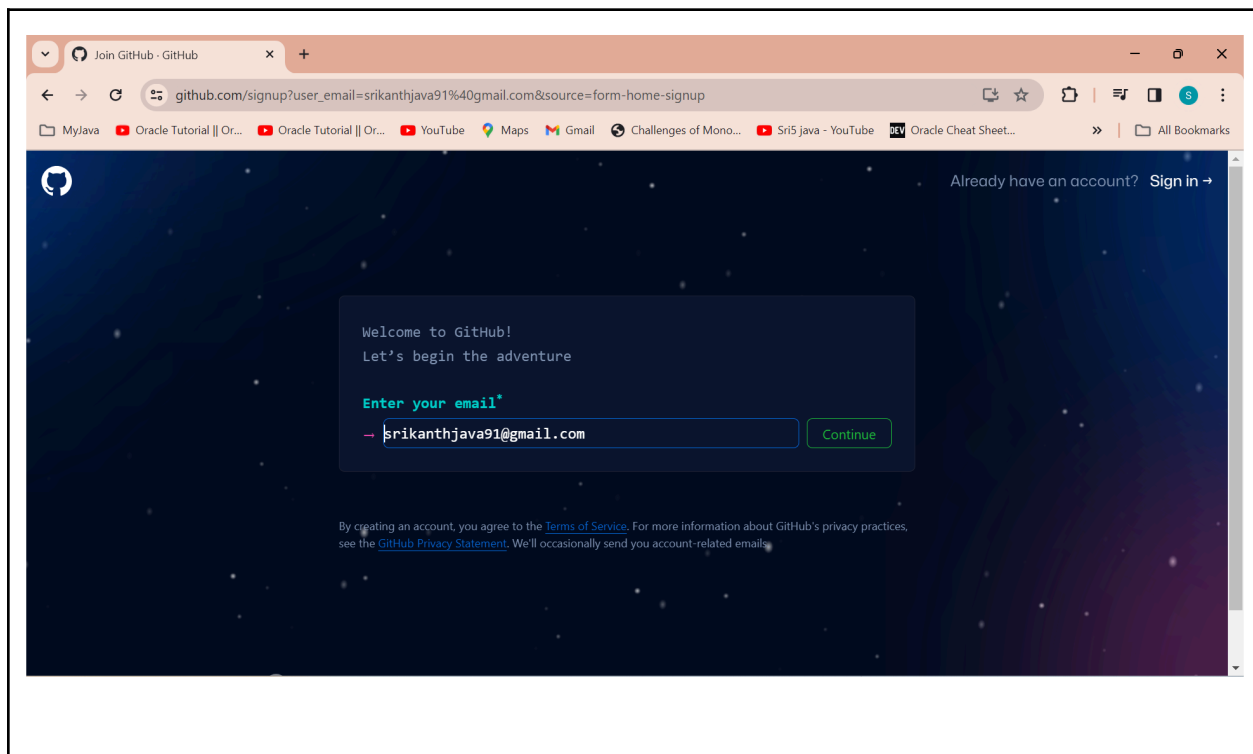 Join GitHub · GitHub
github.com/signup?user_email=srikanthjava91%40gmail.com&source=form-home-signup
S
MyJava Oracle Tutorial || Or... Oracle Tutorial || Or... YouTube Maps Gmail Challenges of Mono... Sri5 java - YouTube DEV Oracle Cheat Sheet... » All Bookmarks
Already have an account? Sign in →
Welcome to GitHub!
Let’s begin the adventure
Enter your email*
→ srikanthjava91@gmail.com Continue
By creating an account, you agree to the Terms of Service. For more information about GitHub's privacy practices,
see the GitHub Privacy Statement. We'll occasionally send you account-related emails.